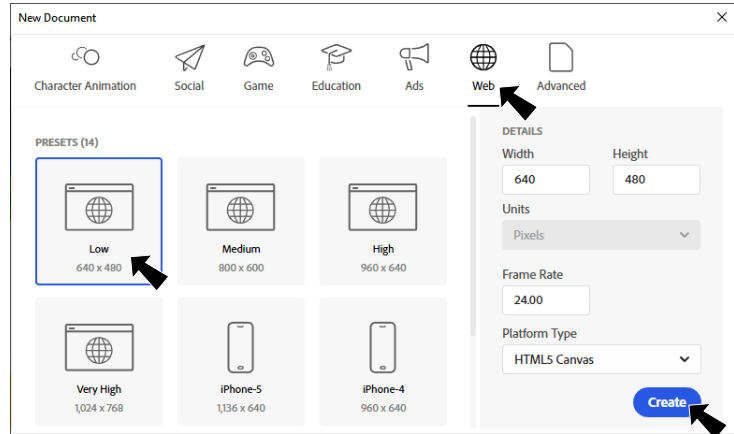 New Document
Character Animation
Social
Game
Education
Ads
Web
Advanced
PRESETS (14)
Low
640 x 480
Medium
800 x 600
High
960 x 640
Very High
1,024 x 768
iPhone-5
1,136 x 640
iPhone-4
960 x 640
DETAILS
Width
Height
640
480
Units
Pixels
Frame Rate
24.00
Platform Type
HTML5 Canvas
Create